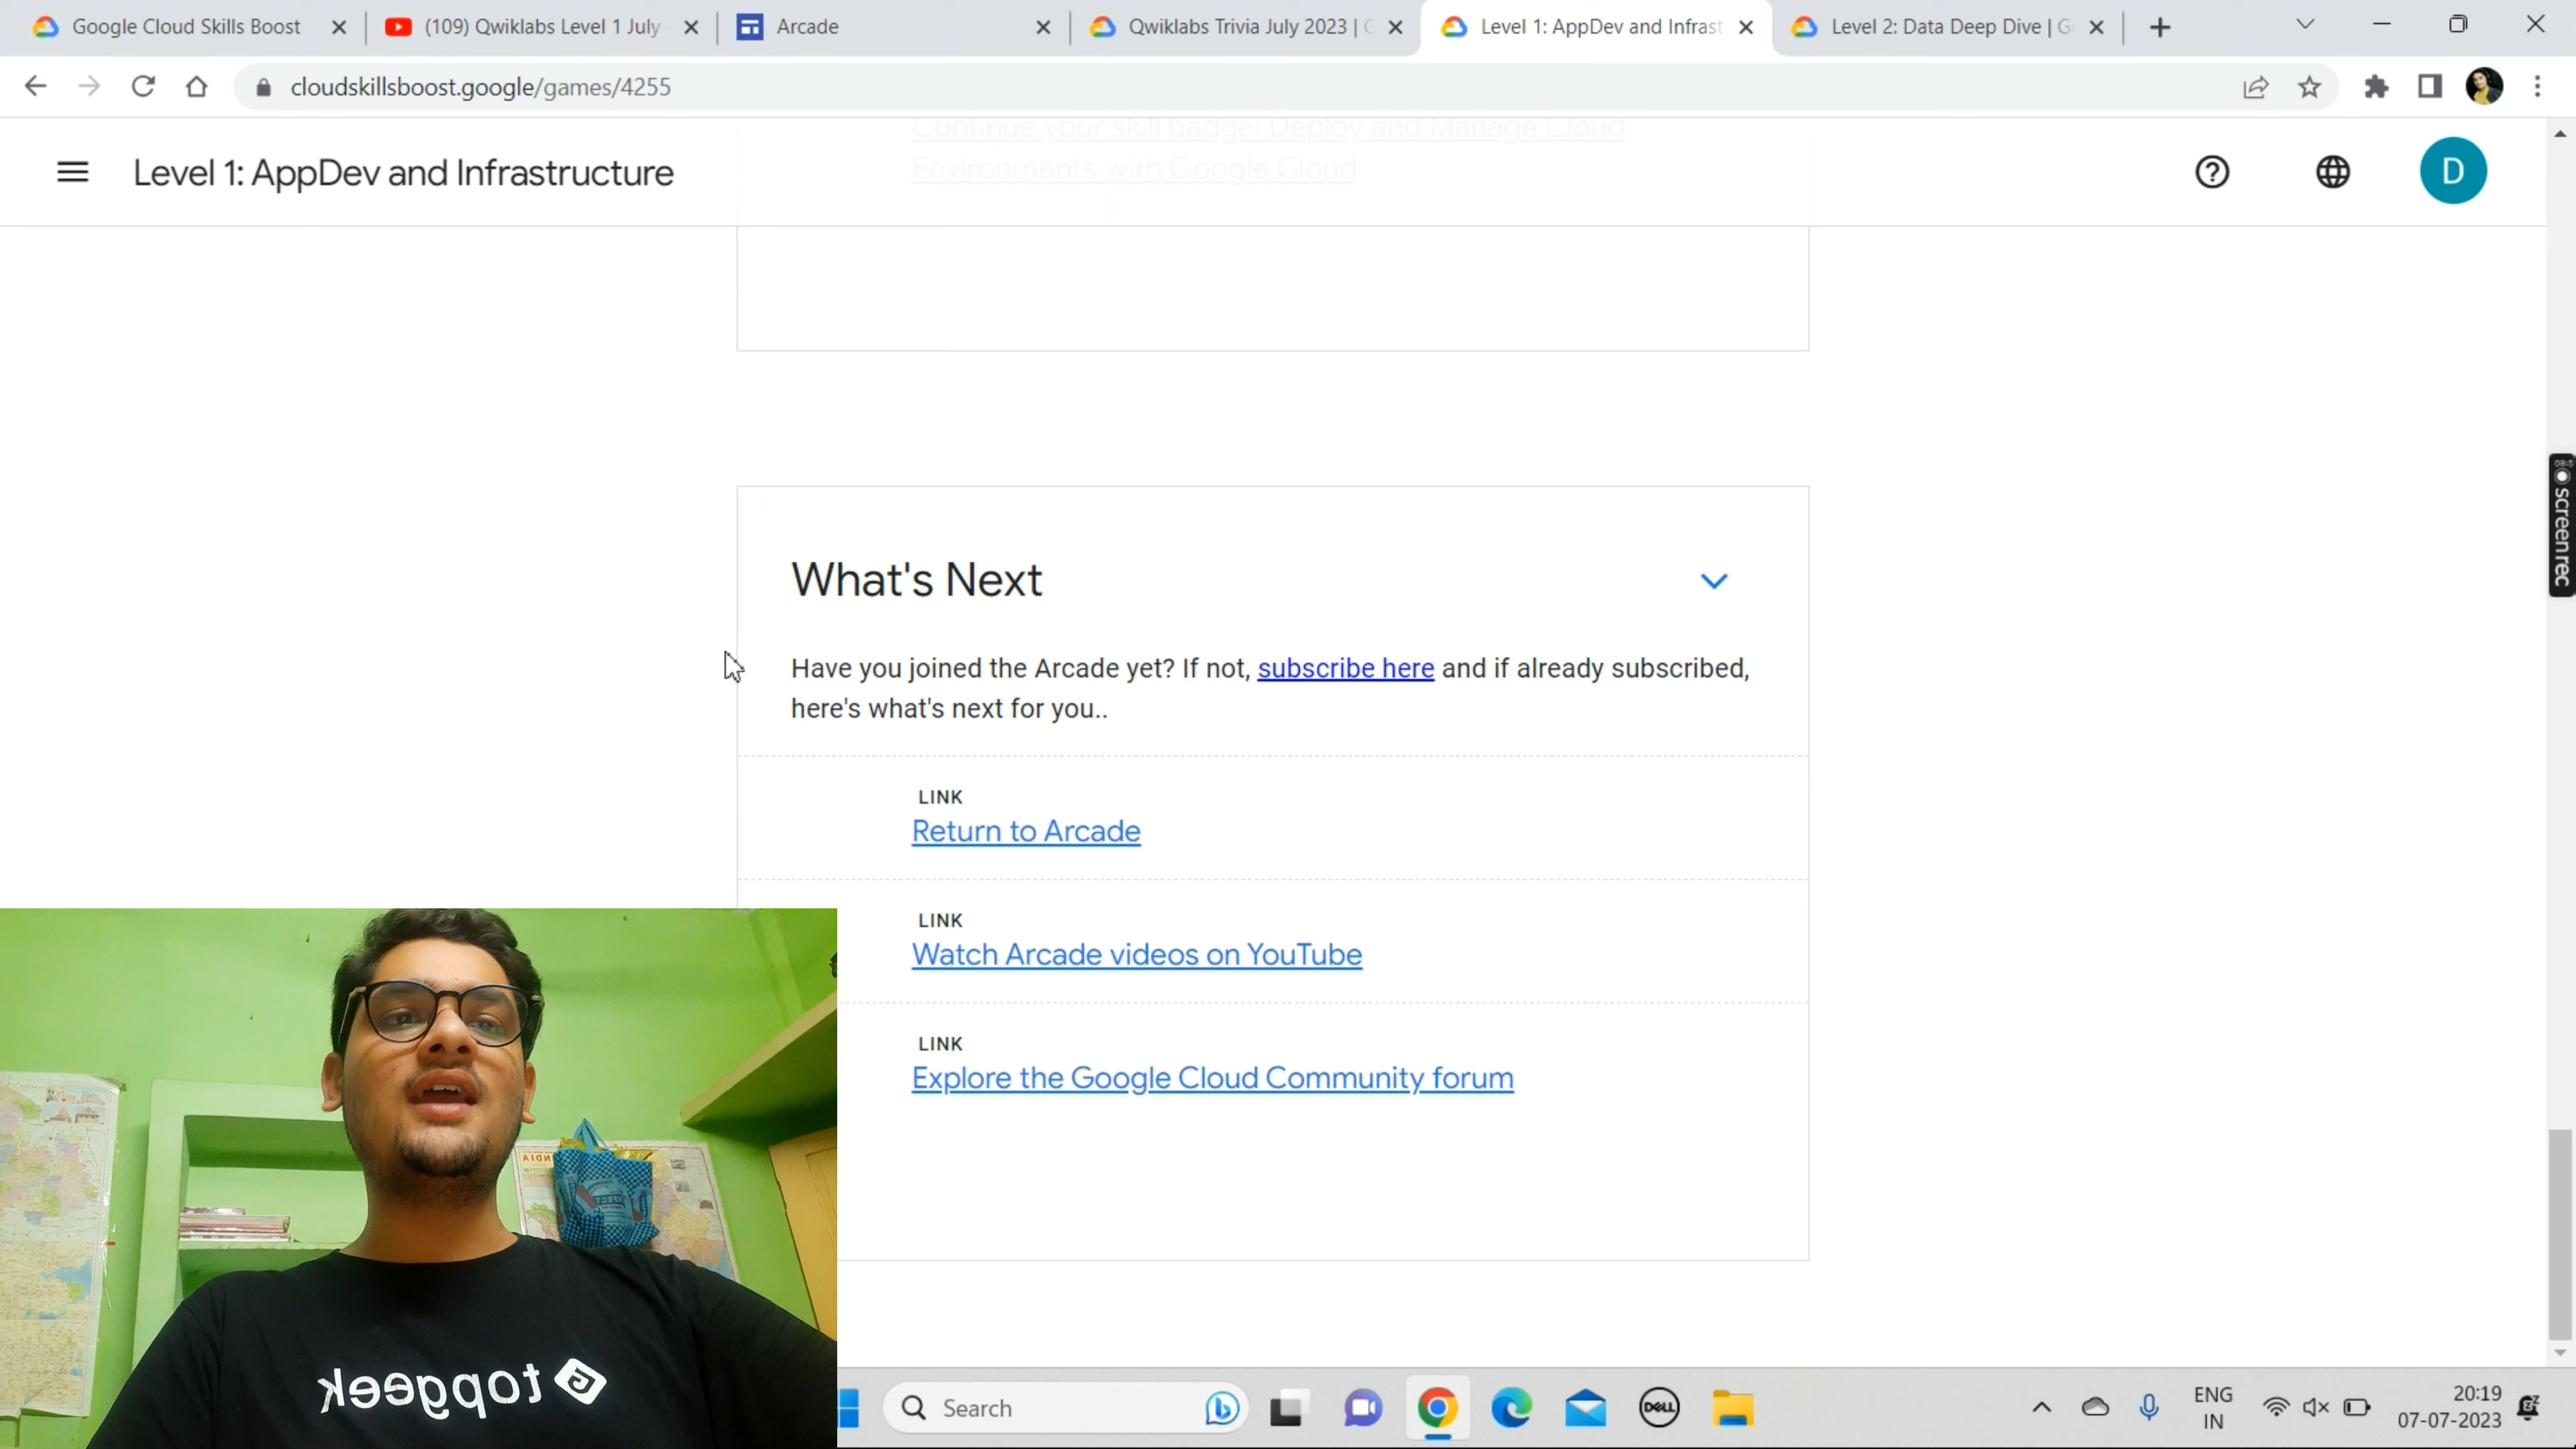 Google Cloud Skills Boost
(109) Qwiklabs Level 1 July
Arcade
Qwiklabs Trivia July 2023 | G
Level 1: AppDev and Infrast
Level 2: Data Deep Dive | Go
cloudskillsboost.google/games/4255
Continue your skill badge: Deploy and Manage Cloud
Environments with Google Cloud
Level 1: AppDev and Infrastructure
D
screenrec
What's Next
Have you joined the Arcade yet? If not, subscribe here and if already subscribed,
here's what's next for you..
LINK
Return to Arcade
LINK
Watch Arcade videos on YouTube
LINK
Explore the Google Cloud Community forum
INDIA
topgeek
Search
DELL
ENG
IN
20:19
07-07-2023